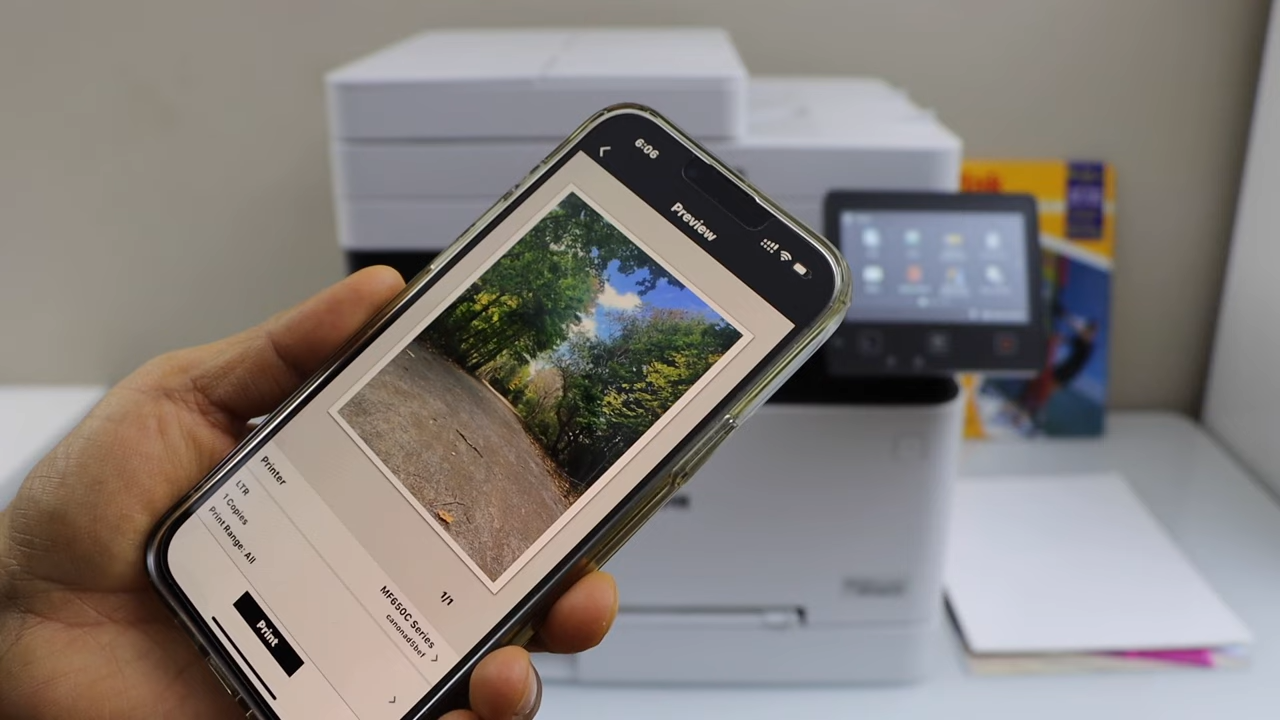 6:06
Preview
1/1
Printer
MF650C Series
canonad5bef
LTR
1 Copies
Print Range: All
Print